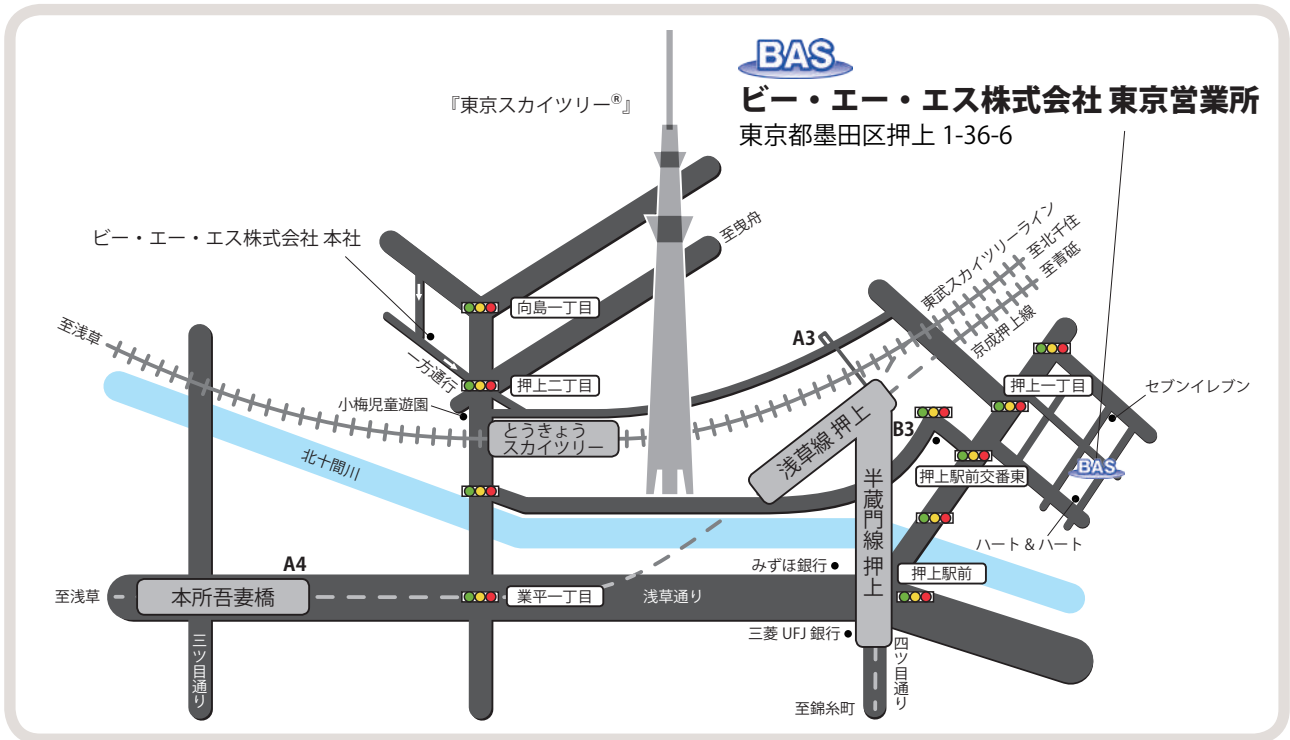 BAS
ビー・エー・エス株式会社 東京営業所
東京都墨田区押上 1-36-6
『東京スカイツリー®』
ビー・エー・エス株式会社 本社
至曳舟
東武スカイツリーライン
至北千住
至青砥
京成押上線
向島一丁目
至浅草
一方通行
押上二丁目
小梅児童遊園
A3
押上一丁目
セブンイレブン
とうきょう
スカイツリー
浅草線 押上
B3
北十間川
押上駅前交番東
BAS
半蔵門線 押上
ハート & ハート
A4
みずほ銀行
押上駅前
至浅草
本所吾妻橋
業平一丁目
浅草通り
三菱 UFJ 銀行
三ツ目通り
四ツ目通り
至錦糸町